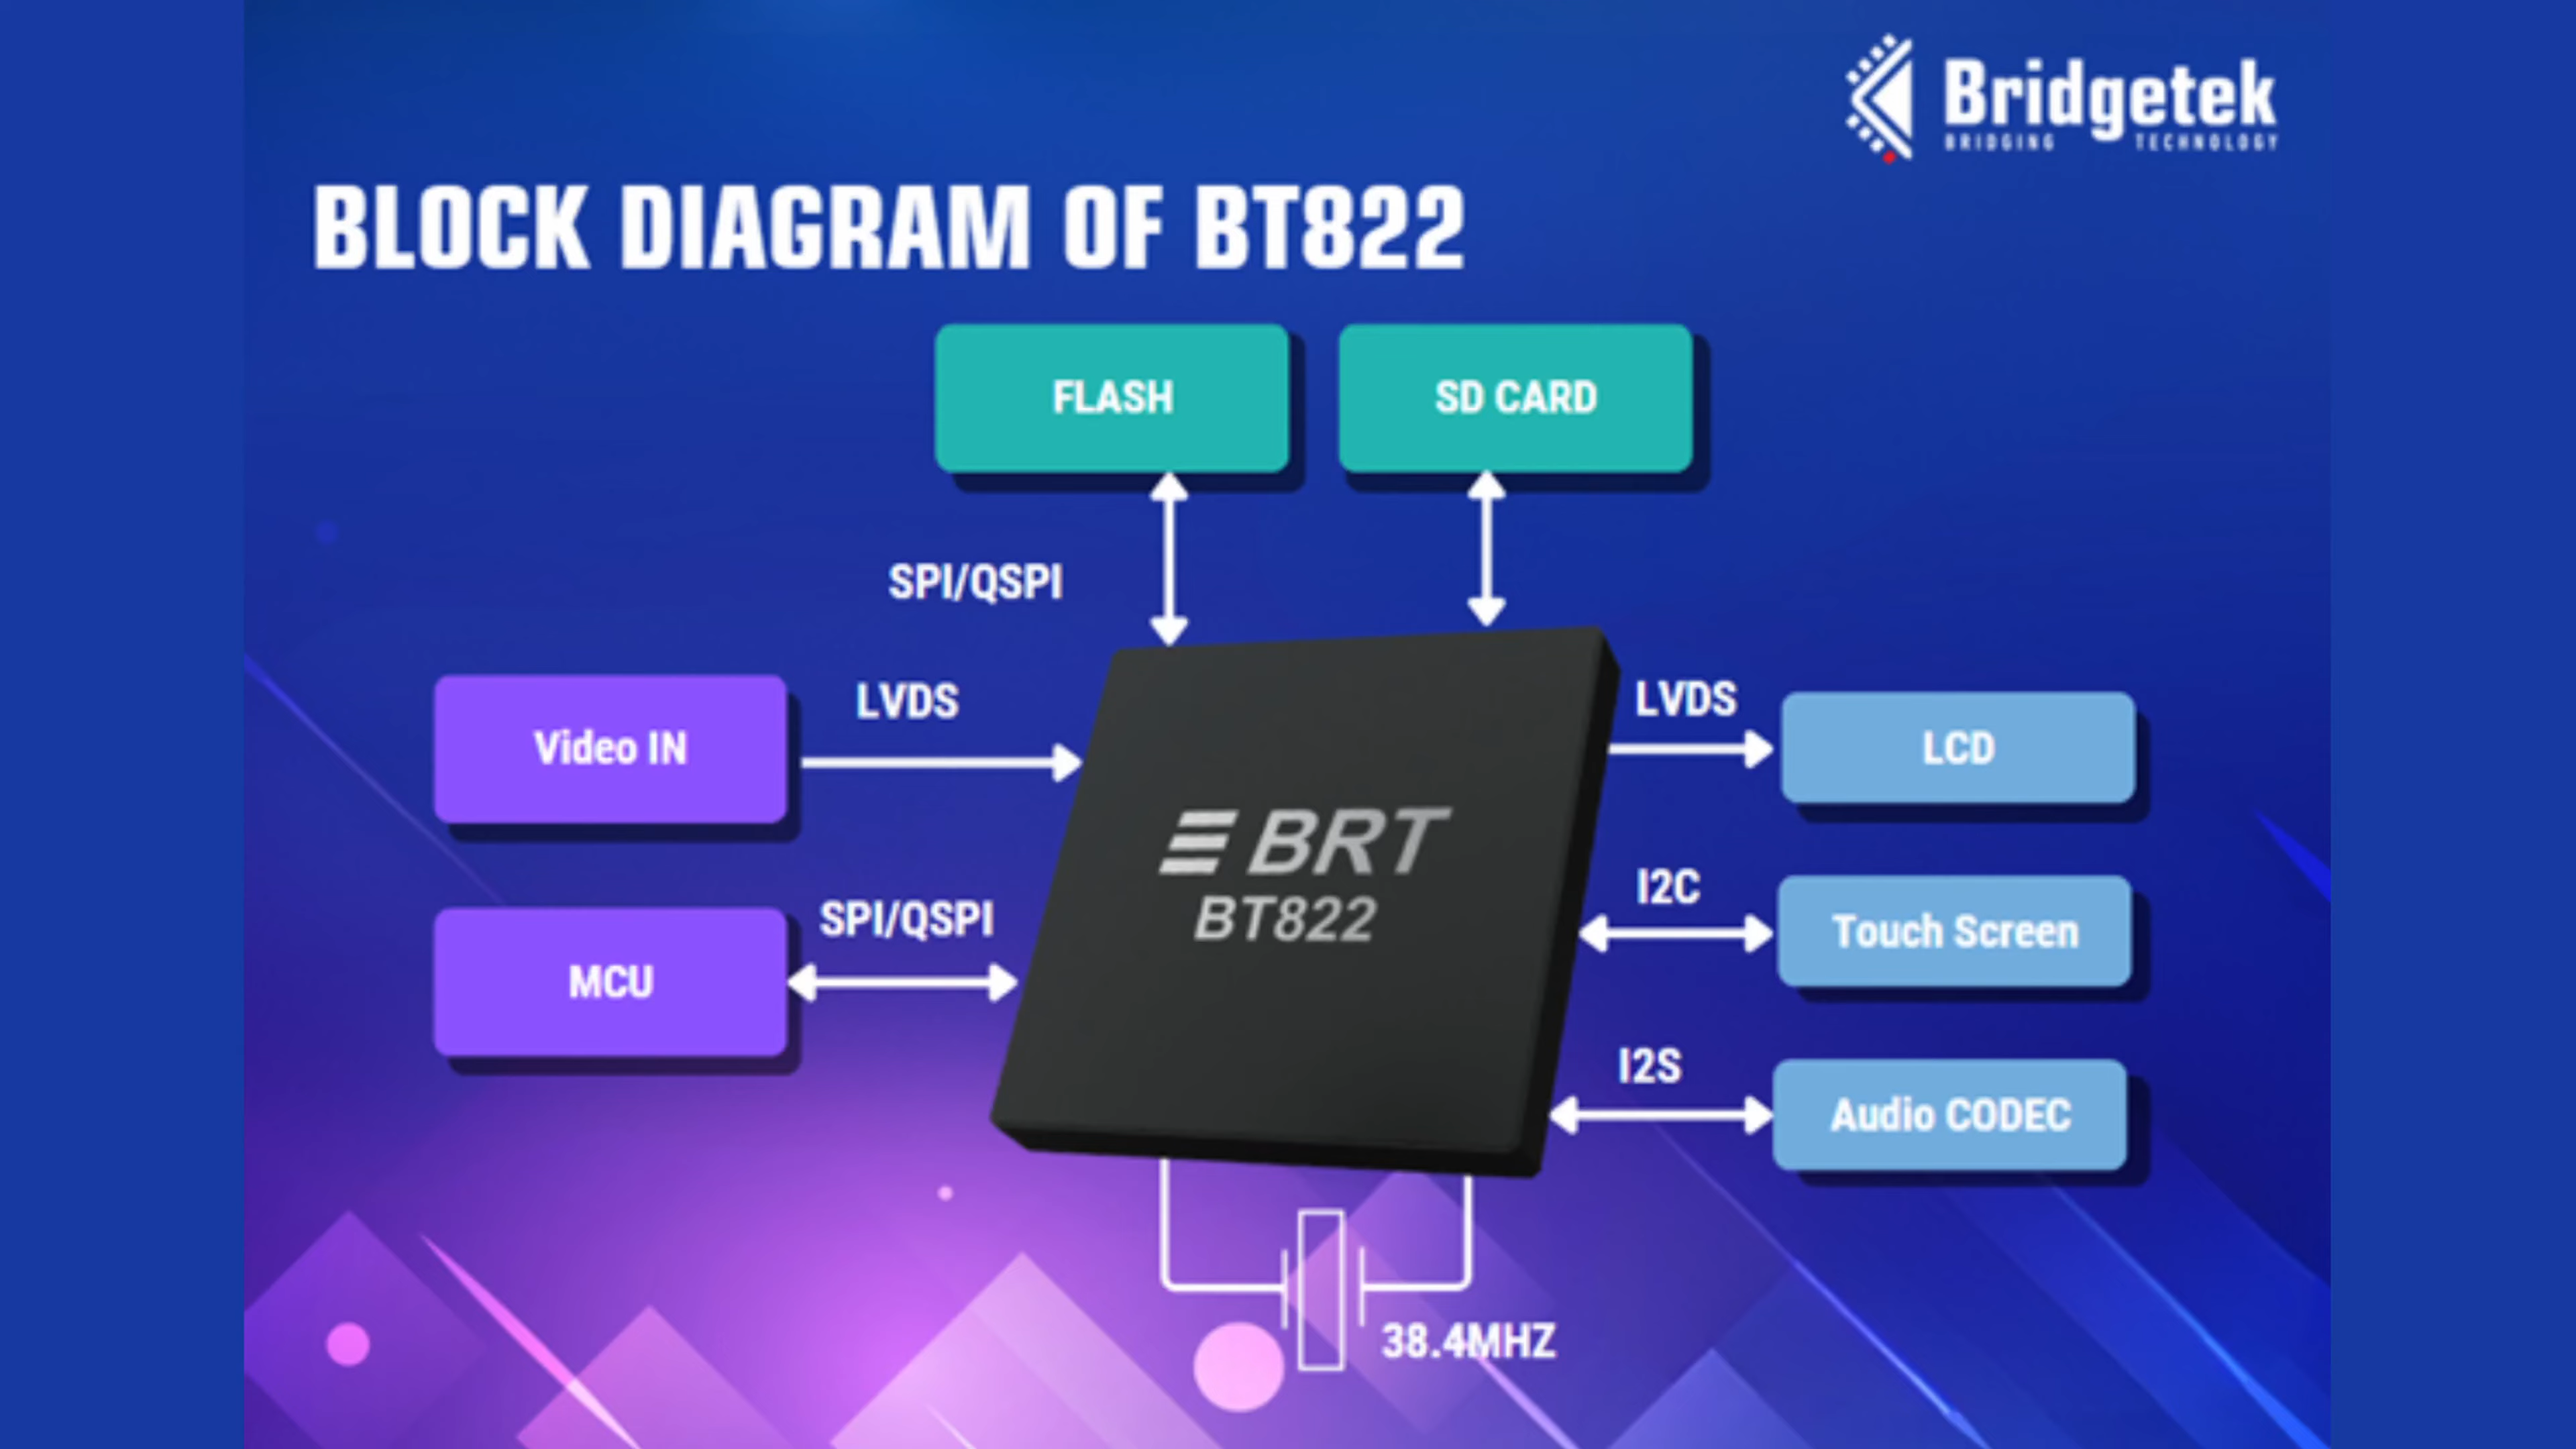 Bridgetek
BRIDGING TECHNOLOGY
BLOCK DIAGRAM OF BT822
FLASH
SD CARD
SPI/QSPI
Video IN
LVDS
LVDS
LCD
BRT
BT822
MCU
SPI/QSPI
I2C
Touch Screen
I2S
Audio CODEC
38.4MHZ